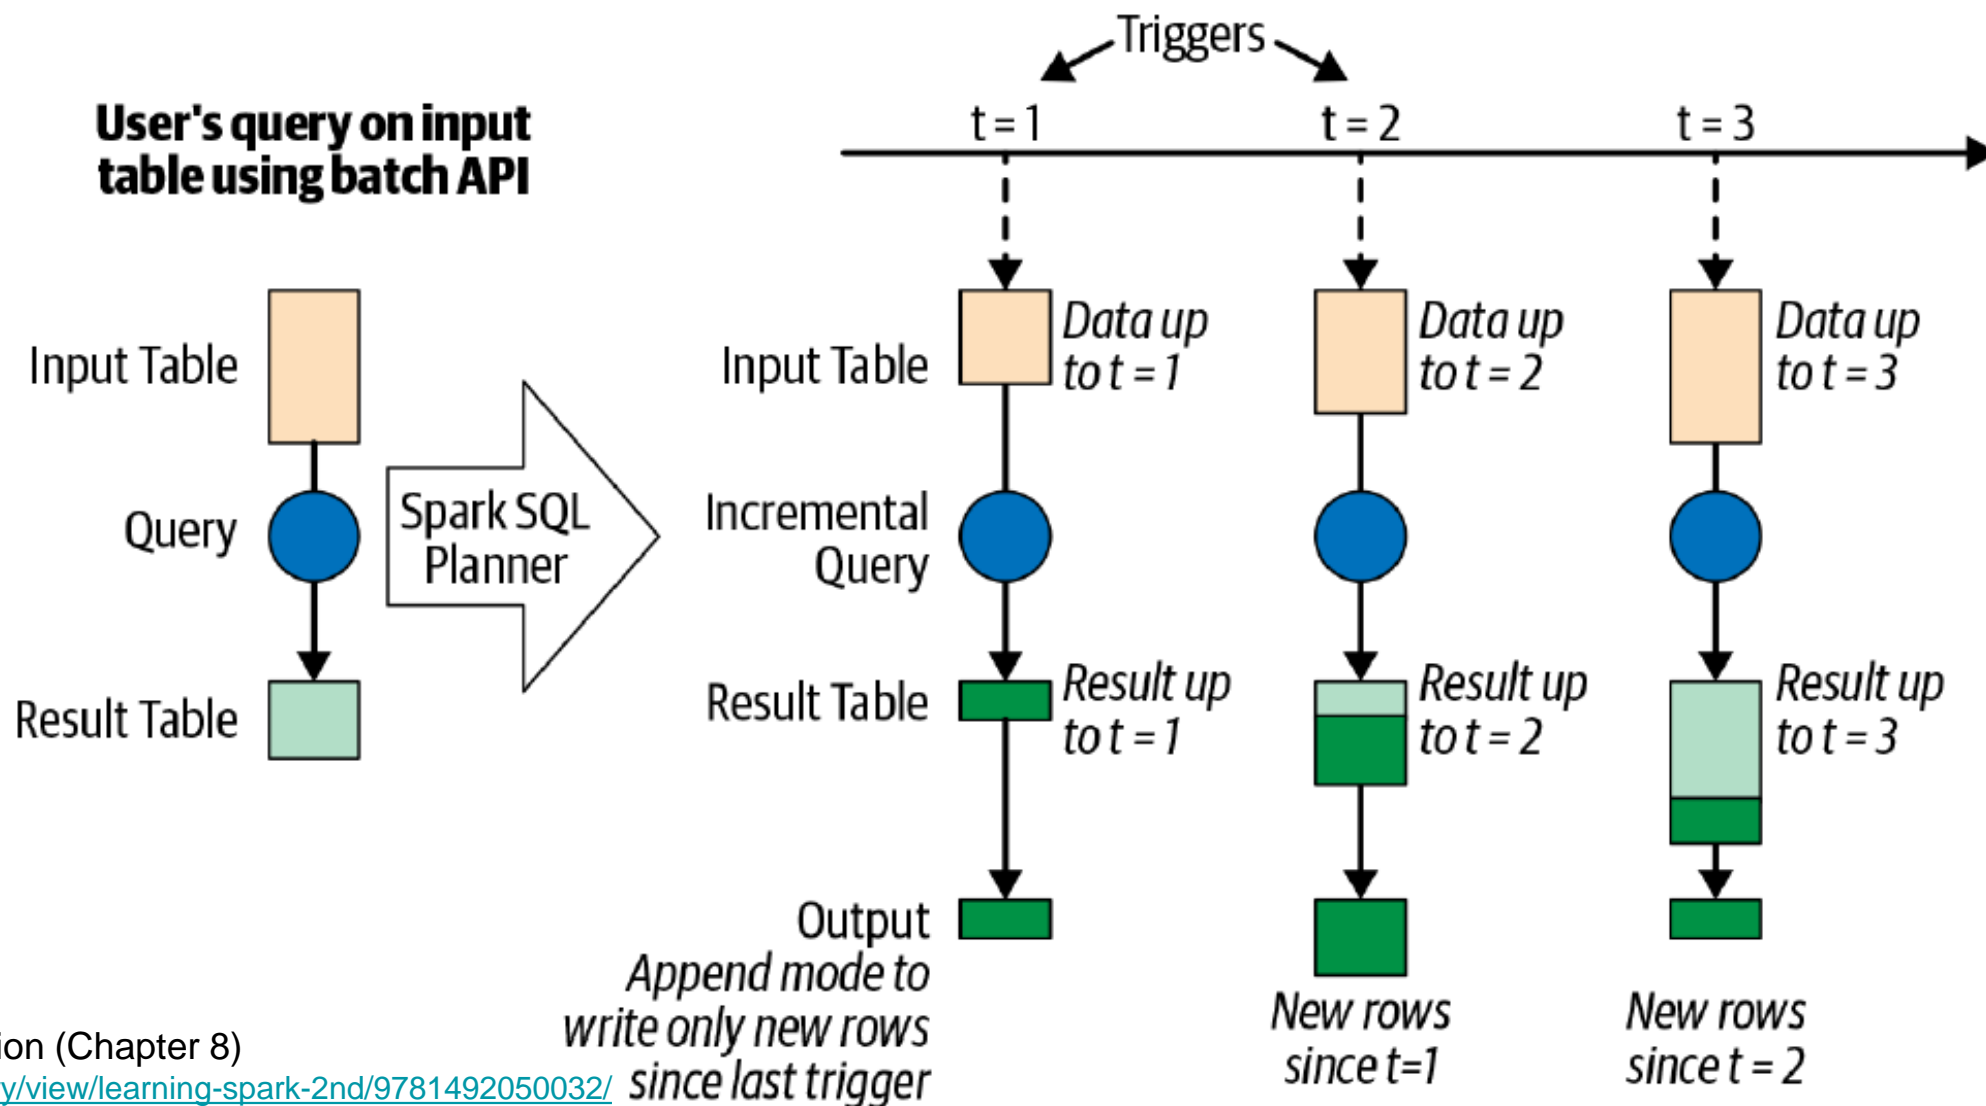 Triggers
User's query on input
table using batch API
t = 1
t = 2
t = 3
Input Table
Query
Result Table
Spark SQL
Planner
Input Table
Data up
to t = 1
Data up
to t = 2
Data up
to t = 3
Incremental
Query
Result Table
Result up
to t = 1
Result up
to t = 2
Result up
to t = 3
Output
Append mode to
write only new rows
since last trigger
New rows
since t=1
New rows
since t = 2
ion (Chapter 8)
y/view/learning-spark-2nd/9781492050032/